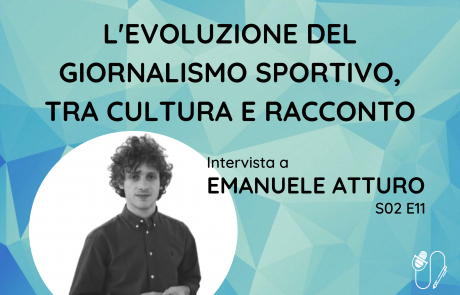 L'EVOLUZIONE DEL
GIORNALISMO SPORTIVO,
TRA CULTURA E RACCONTO
Intervista a
EMANUELE ATTURO
S02 E11